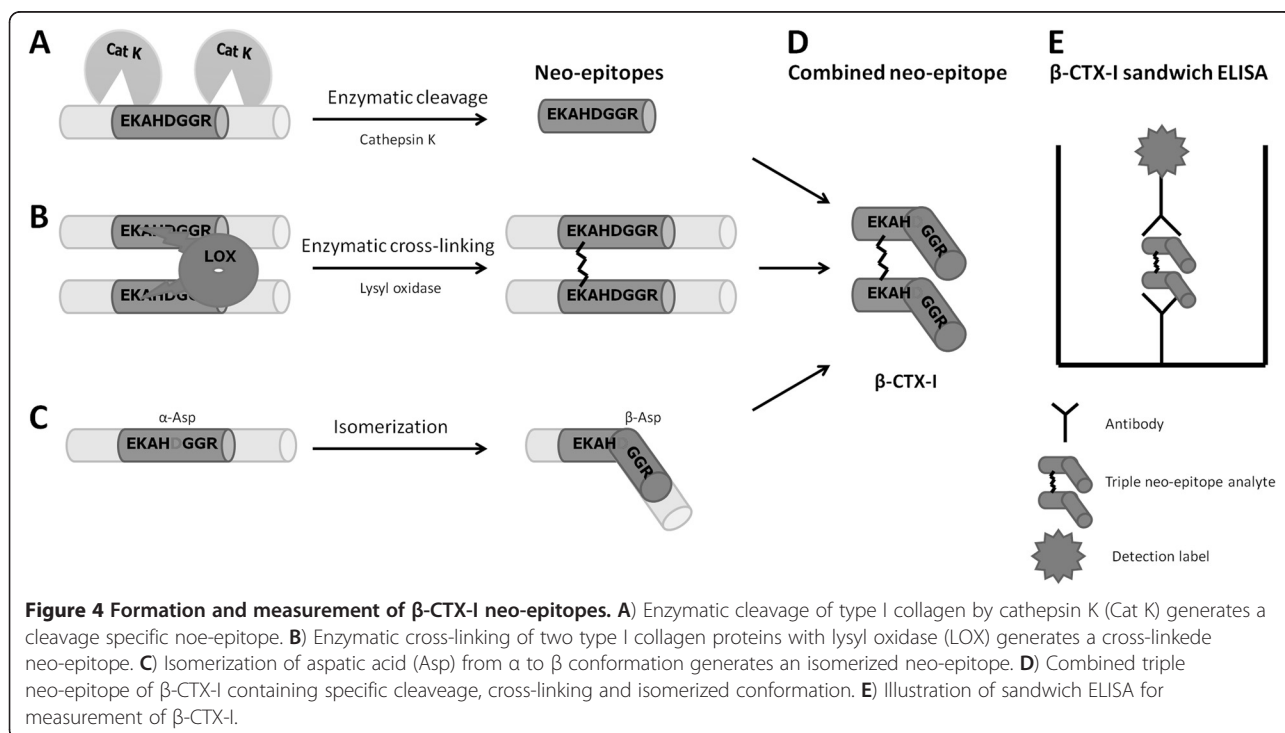 A
Cat K
Cat K
EKAHDGGR
Enzymatic cleavage
Cathepsin K
Neo-epitopes
EKAHDGGR
B
EKAHDGGR
LOX
EKAHDGGR
Enzymatic cross-linking
Lysyl oxidase
EKAHDGGR
EKAHDGGR
C
α-Asp
EKAHDGGR
Isomerization
β-Asp
EKAHD
GGR
D
Combined neo-epitope
EKAHD
GGR
EKAHD
GGR
β-CTX-I
E
β-CTX-I sandwich ELISA
Antibody
Triple neo-epitope analyte
Detection label
Figure 4 Formation and measurement of β-CTX-I neo-epitopes. A) Enzymatic cleavage of type I collagen by cathepsin K (Cat K) generates a
cleavage specific noe-epitope. B) Enzymatic cross-linking of two type I collagen proteins with lysyl oxidase (LOX) generates a cross-linkede
neo-epitope. C) Isomerization of aspatic acid (Asp) from α to β conformation generates an isomerized neo-epitope. D) Combined triple
neo-epitope of β-CTX-I containing specific cleaveage, cross-linking and isomerized conformation. E) Illustration of sandwich ELISA for
measurement of β-CTX-I.